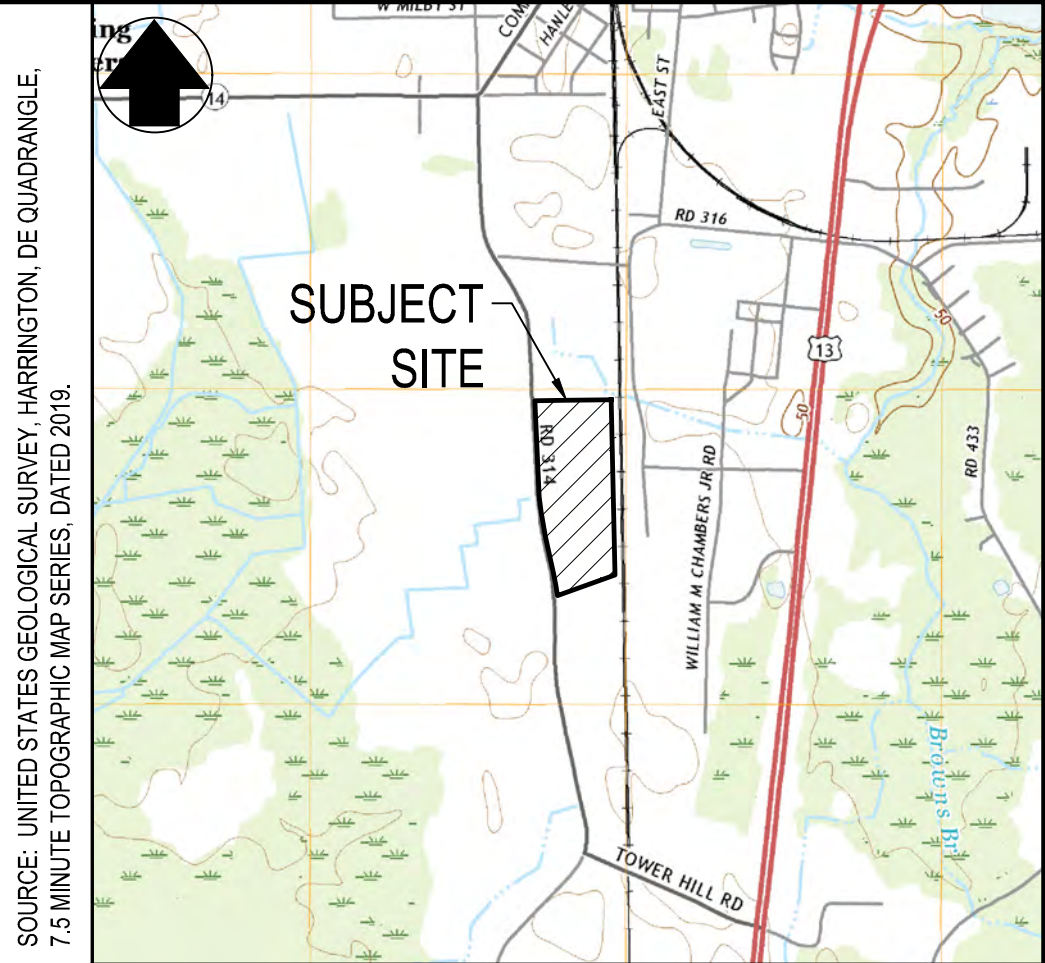 SOURCE: UNITED STATES GEOLOGICAL SURVEY, HARRINGTON, DE QUADRANGLE,
7.5 MINUTE TOPOGRAPHIC MAP SERIES, DATED 2019.
W MILBY ST
HANLE
EAST ST
ing
14
RD 316
SUBJECT
SITE
13
50
50
RD 314
RD 433
WILLIAM M CHAMBERS JR RD
Browns Br
TOWER HILL RD